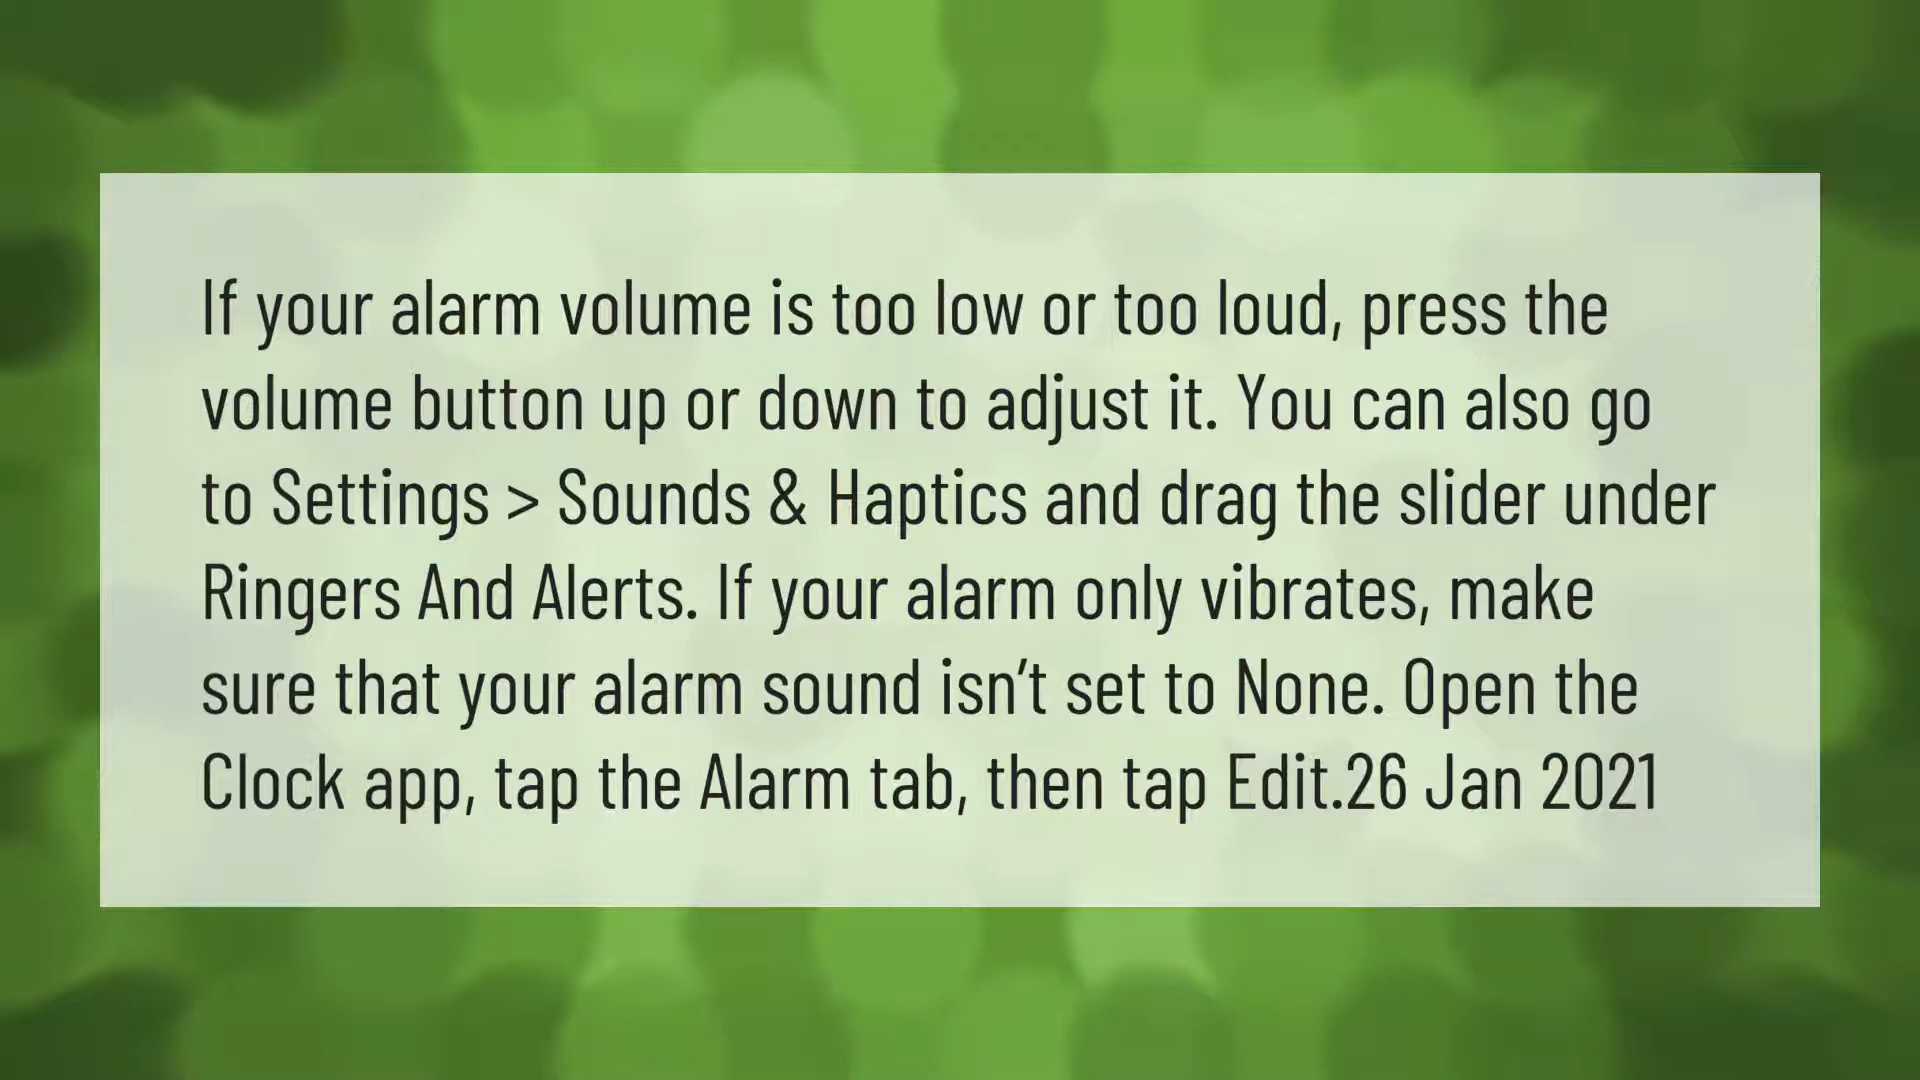 If your alarm volume is too low or too loud, press the
volume button up or down to adjust it. You can also go
to Settings > Sounds & Haptics and drag the slider under
Ringers And Alerts. If your alarm only vibrates, make
sure that your alarm sound isn’t set to None. Open the
Clock app, tap the Alarm tab, then tap Edit.26 Jan 2021